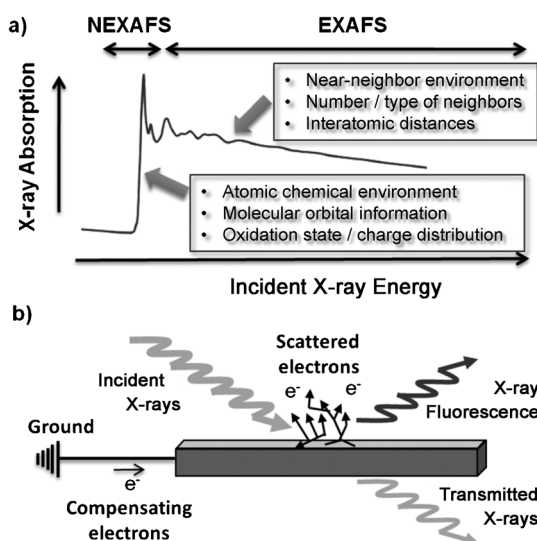 a)
NEXAFS
EXAFS
X-ray Absorption
• Near-neighbor environment
• Number / type of neighbors
• Interatomic distances
• Atomic chemical environment
• Molecular orbital information
• Oxidation state / charge distribution
Incident X-ray Energy
b)
Scattered
electrons
e-
e-
Incident
X-rays
X-ray
Fluorescence
Ground
e-
Compensating
electrons
Transmitted
X-rays